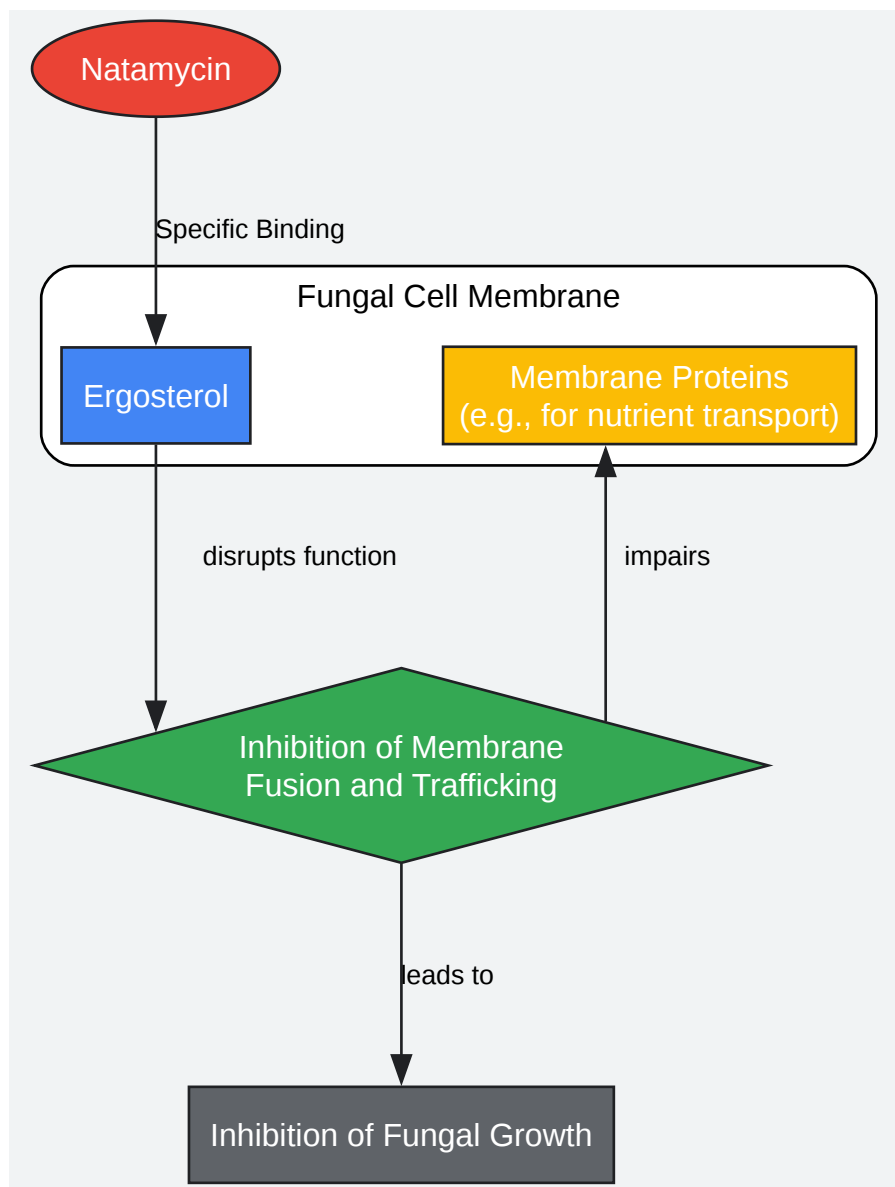 Natamycin
Specific Binding
Fungal Cell Membrane
Ergosterol
Membrane Proteins
(e.g., for nutrient transport)
disrupts function
impairs
Inhibition of Membrane
Fusion and Trafficking
leads to
Inhibition of Fungal Growth